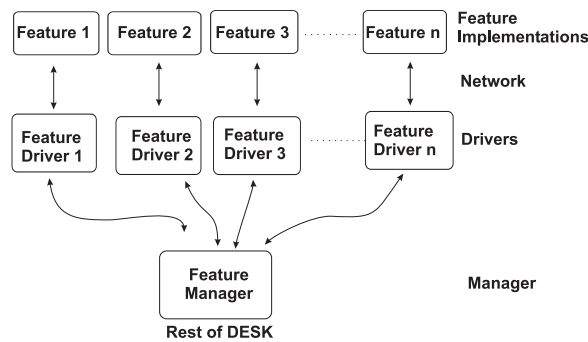 Feature 1 Feature 2 Feature 3 Feature n Feature
Implementations
Network
Feature
Driver 1
Feature
Driver 2
Feature
Driver 3
Feature
Driver n
Drivers
Feature
Manager
Manager
Rest of DESK